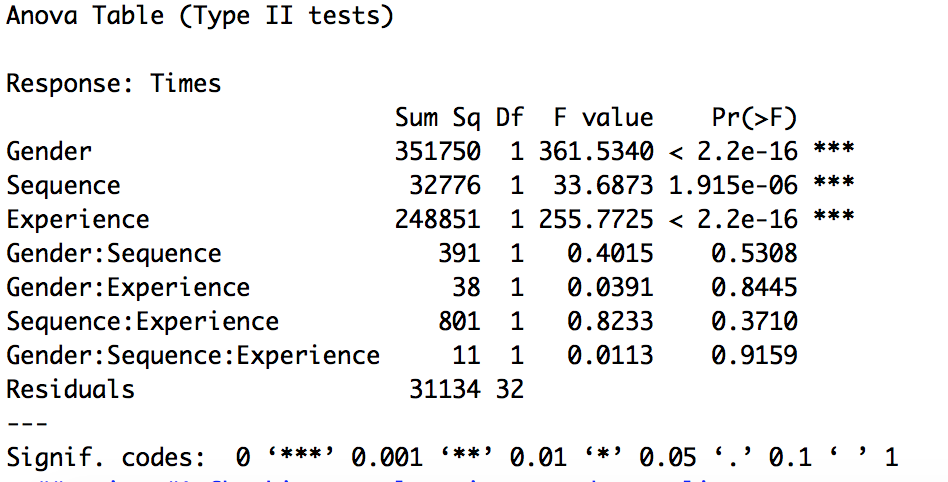 Anova Table (Type II tests)
Response: Times
Sum Sq Df F value Pr(>F)
Gender 351750 1 361.5340 < 2.2e-16 ***
Sequence 32776 1 33.6873 1.915e-06 ***
Experience 248851 1 255.7725 < 2.2e-16 ***
Gender:Sequence 391 1 0.4015 0.5308
Gender:Experience 38 1 0.0391 0.8445
Sequence:Experience 801 1 0.8233 0.3710
Gender:Sequence:Experience 11 1 0.0113 0.9159
Residuals 31134 32
---
Signif. codes: 0 ‘***’ 0.001 ‘**’ 0.01 ‘*’ 0.05 ‘.’ 0.1 ‘ ’ 1